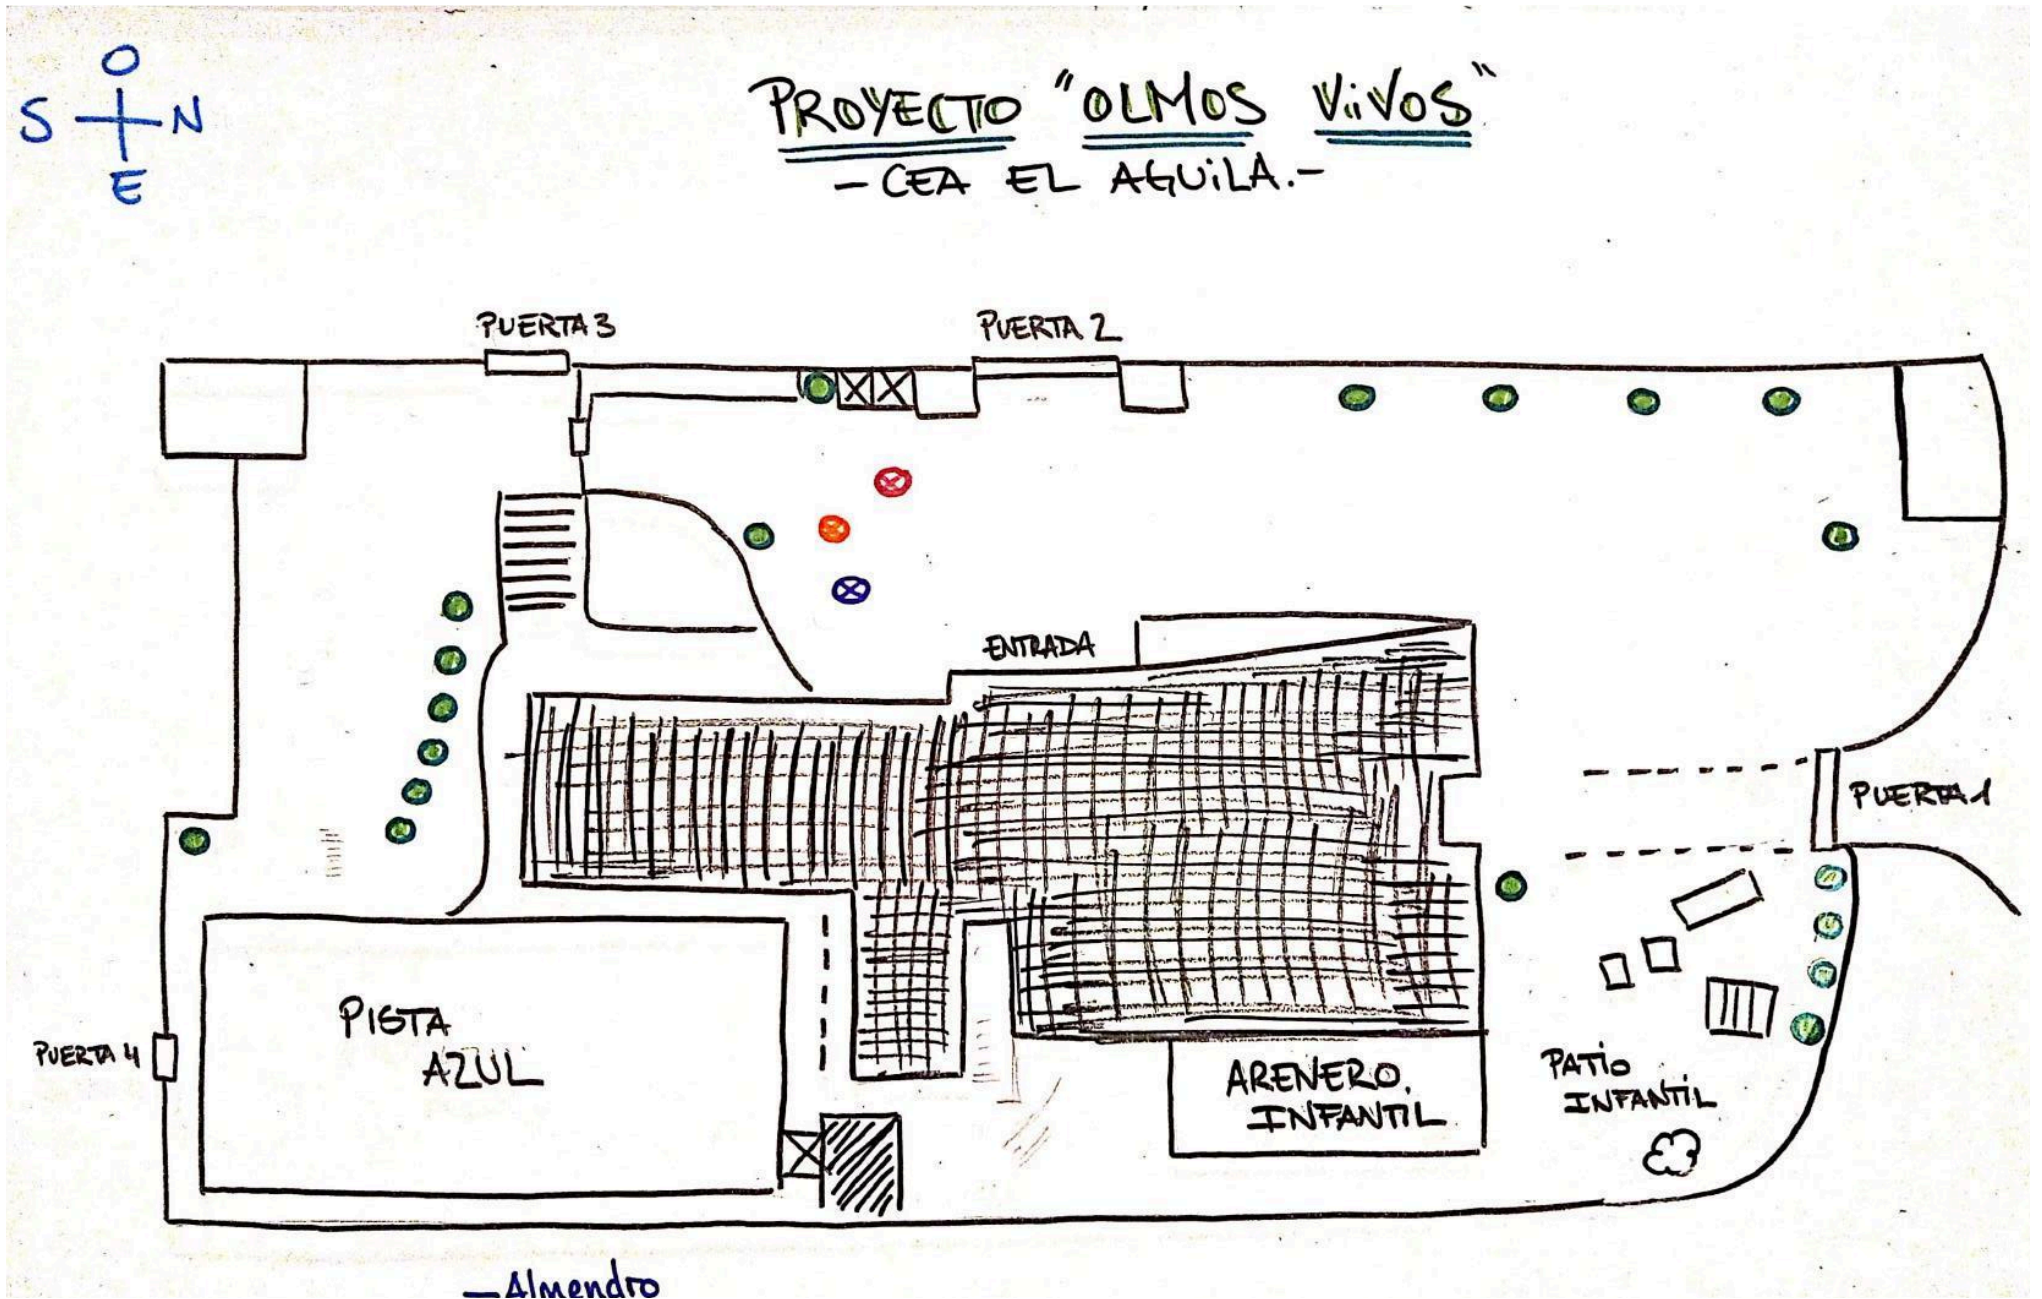 O
S N
E
PROYECTO "OLMOS ViVOS"
- CEA EL AGUiLA.-
PUERTA 3
PUERTA 2
ENTRADA
PUERTA 1
PUERTA 4
PISTA
AZUL
ARENERO.
INFANTIL
PATIO
INFANTIL
- Almendro